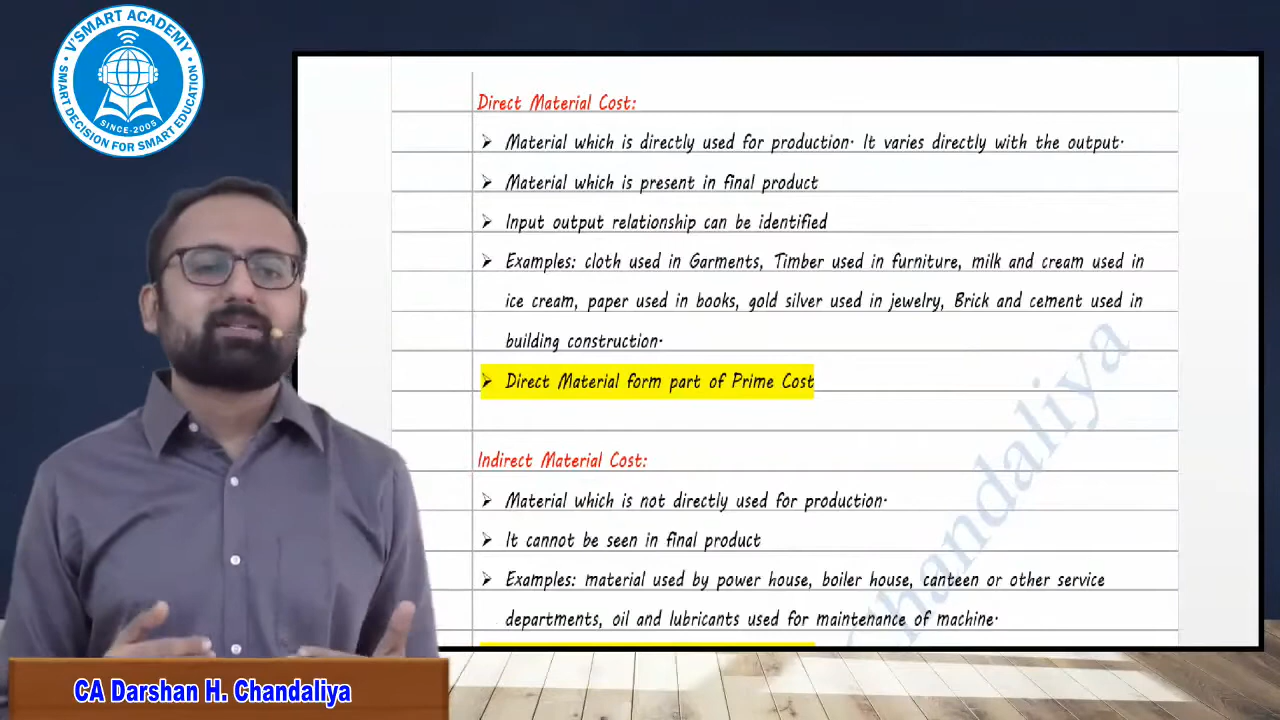 V'SMART ACADEMY
SINCE-2005
SMART DECISION FOR SMART EDUCATION
Direct Material Cost:
➢ Material which is directly used for production. It varies directly with the output.
➢ Material which is present in final product
➢ Input output relationship can be identified
➢ Examples: cloth used in Garments, Timber used in furniture, milk and cream used in
ice cream, paper used in books, gold silver used in jewelry, Brick and cement used in
building construction.
➢ Direct Material form part of Prime Cost
Indirect Material Cost:
➢ Material which is not directly used for production.
➢ It cannot be seen in final product
➢ Examples: material used by power house, boiler house, canteen or other service
departments, oil and lubricants used for maintenance of machine.
handaliya
CA Darshan H. Chandaliya